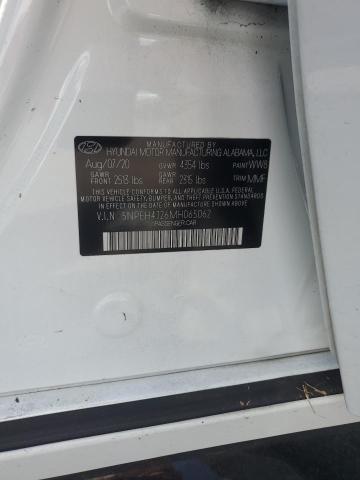 MANUFACTURED BY
HYUNDAI MOTOR MANUFACTURING ALABAMA, LLC
Aug/07/20 GVWR 4354 lbs PAINT WW8
GAWR FRONT 2513 lbs GAWR REAR 2315 lbs TRIM MMF
THIS VEHICLE CONFORMS TO ALL APPLICABLE U.S. FEDERAL MOTOR
VEHICLE SAFETY, BUMPER, AND THEFT PREVENTION STANDARDS
IN EFFECT ON THE DATE OF MANUFACTURE SHOWN ABOVE.
V.I.N 5NPEH4J26MH065062
PASSENGER CAR